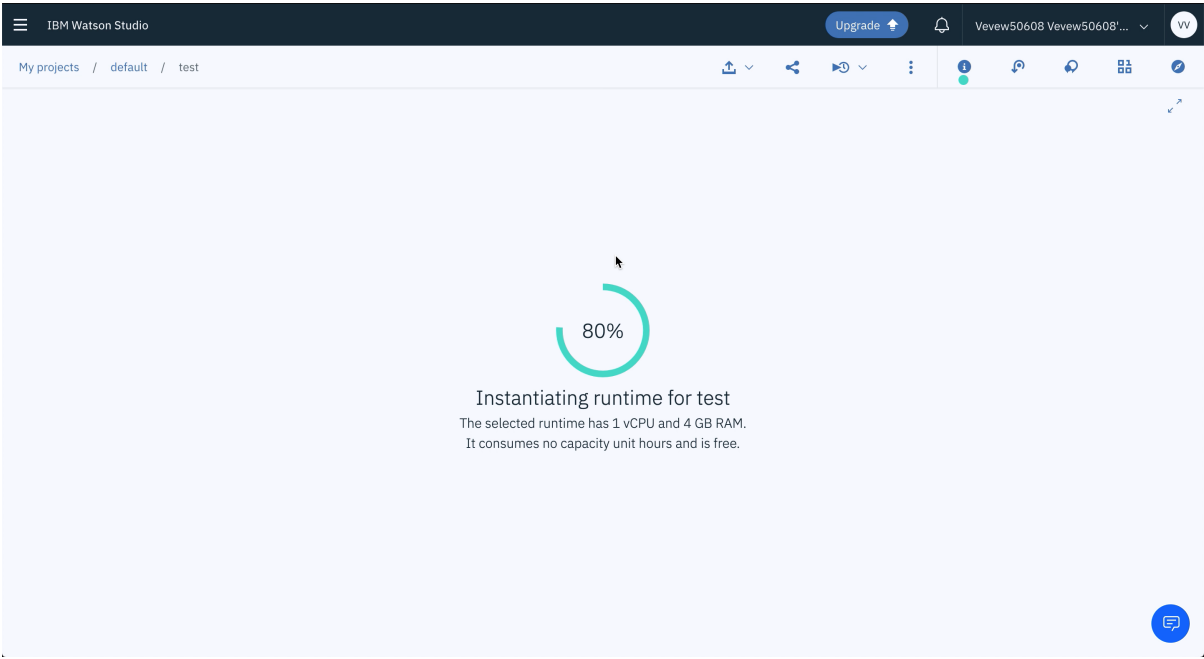 IBM Watson Studio
Upgrade
Vevew50608 Vevew50608'...
VV
My projects / default / test
80%
Instantiating runtime for test
The selected runtime has 1 vCPU and 4 GB RAM.
It consumes no capacity unit hours and is free.